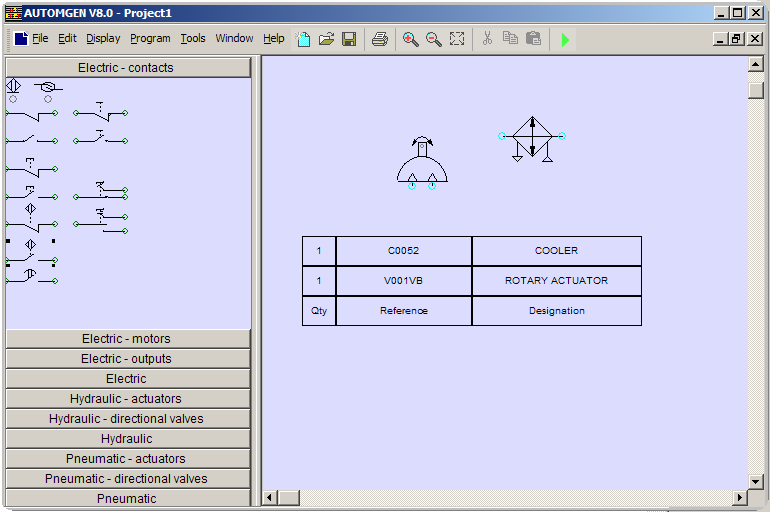 AUTOMGEN V8.0 - Project1
File Edit Display Program Tools Window Help
Electric - contacts
1 C0052 COOLER
1 V001VB ROTARY ACTUATOR
Qty Reference Designation
Electric - motors
Electric - outputs
Electric
Hydraulic - actuators
Hydraulic - directional valves
Hydraulic
Pneumatic - actuators
Pneumatic - directional valves
Pneumatic